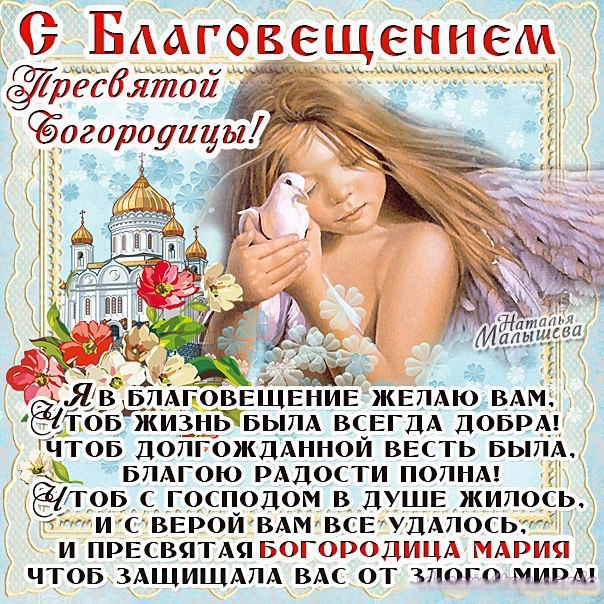 С Благовещением
Пресвятой
Богородицы!
Наталья
Малышева
Я в Благовещение желаю Вам,
Чтоб жизнь была всегда добра!
Чтоб долгожданной весть была,
Благою радости полна!
Чтоб с Господом в душе жилось,
И с верой Вам все удалось,
И Пресвятая Богородица Мария
Чтоб защищала Вас от злого мира!